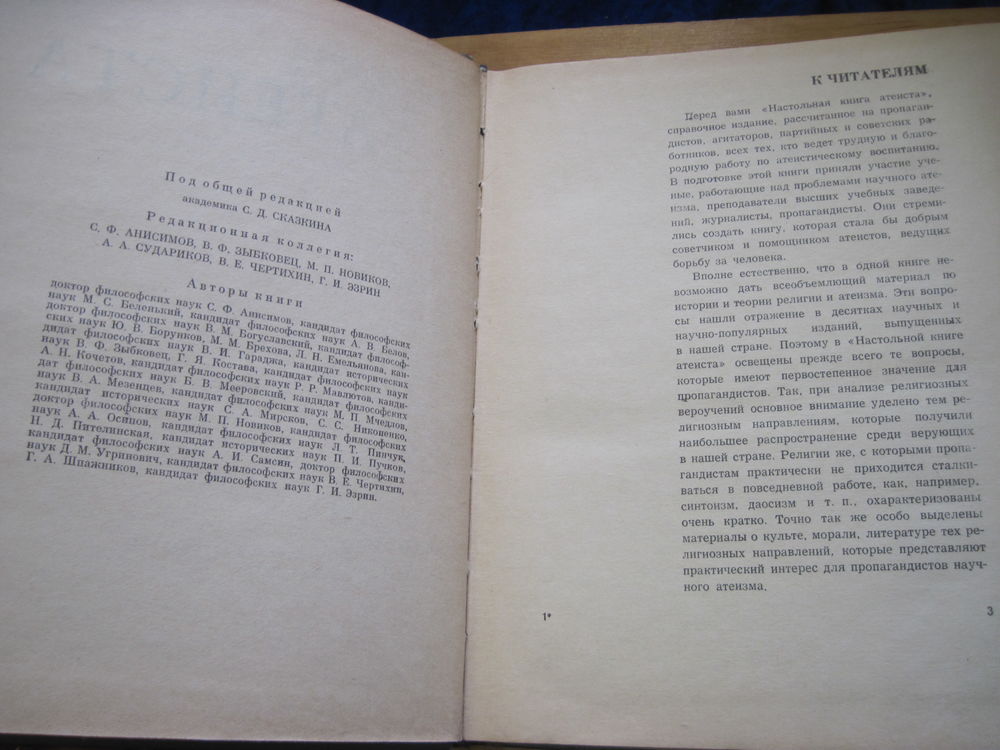 Под общей редакцией
академика С. Д. СКАЗКИНА
Редакционная коллегия:
С. Ф. АНИСИМОВ, В. Ф. ЗЫБКОВЕЦ, М. П. НОВИКОВ,
А. А. СУДАРИКОВ, В. Е. ЧЕРТИХИН, Г. И. ЭЗРИН
Авторы книги
доктор философских наук С. Ф. Анисимов, кандидат философских
наук М. С. Беленький, кандидат философских наук А. В. Белов,
доктор философских наук В. М. Богуславский, кандидат философ-
ских наук Ю. В. Борунков, М. М. Брехова, Л. Н. Емельянова, кан-
дидат философских наук В. И. Гараджа, кандидат исторических
наук В. Ф. Зыбковец, Г. Я. Костава, кандидат философских наук
А. Н. Кочетов, кандидат философских наук Р. Р. Мавлютов, канди-
дат философских наук Б. В. Мееровский, кандидат философских
наук В. А. Мезенцев, кандидат философских наук М. П. Мчедлов,
кандидат исторических наук С. А. Мирсков, С. С. Никоненко,
доктор философских наук М. П. Новиков, кандидат философских
наук А. А. Осипов, кандидат философских наук Л. Т. Пинчук,
Н. Д. Пителинская, кандидат исторических наук П. И. Пучков,
кандидат философских наук А. И. Самсин, доктор философских
наук Д. М. Угринович, кандидат философских наук В. Е. Чертихин,
Г. А. Шпажников, кандидат философских наук Г. И. Эзрин.
К ЧИТАТЕЛЯМ
Перед вами «Настольная книга атеиста»,
справочное издание, рассчитанное на пропаган-
дистов, агитаторов, партийных и советских ра-
ботников, всех тех, кто ведет трудную и благо-
родную работу по атеистическому воспитанию.
В подготовке этой книги приняли участие уче-
ные, работающие над проблемами научного ате-
изма, преподаватели высших учебных заведе-
ний, журналисты, пропагандисты. Они стреми-
лись создать книгу, которая стала бы добрым
советчиком и помощником атеистов, ведущих
борьбу за человека.
Вполне естественно, что в одной книге не-
возможно дать всеобъемлющий материал по
истории и теории религии и атеизма. Эти вопро-
сы нашли отражение в десятках научных и
научно-популярных изданий, выпущенных
в нашей стране. Поэтому в «Настольной книге
атеиста» освещены прежде всего те вопросы,
которые имеют первостепенное значение для
пропагандистов. Так, при анализе религиозных
вероучений основное внимание уделено тем ре-
лигиозным направлениям, которые получили
наибольшее распространение среди верующих
в нашей стране. Религии же, с которыми пропа-
гандистам практически не приходится сталки-
ваться в повседневной работе, как, например,
синтоизм, даосизм и т. п., охарактеризованы
очень кратко. Точно так же особо выделены
материалы о культе, морали, литературе тех ре-
лигиозных направлений, которые представляют
практический интерес для пропагандистов науч-
ного атеизма.
1*
3